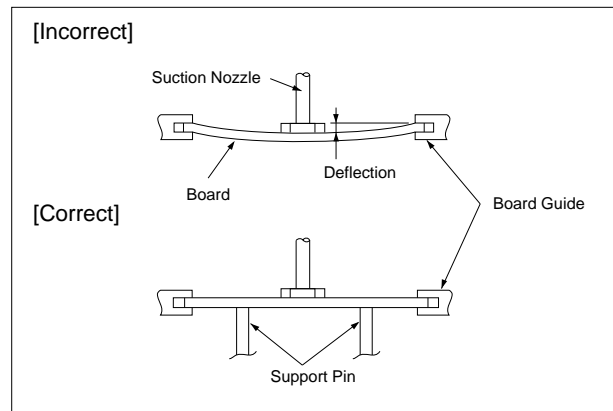 [Incorrect]
Suction Nozzle
Deflection
Board
Board Guide
[Correct]
Support Pin